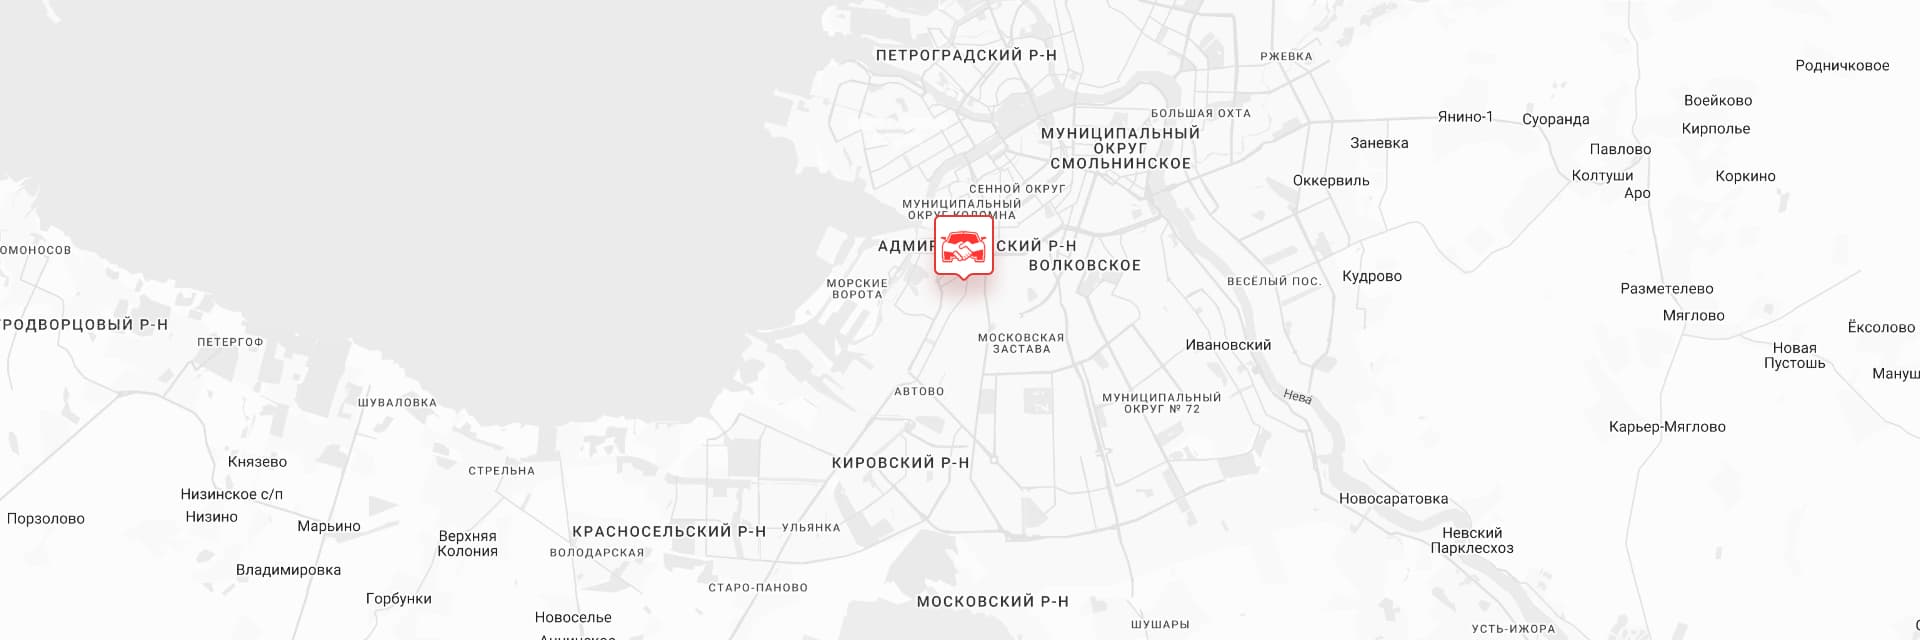 ПЕТРОГРАДСКИЙ Р-Н
РЖЕВКА
Родничковое
Воейково
БОЛЬШАЯ ОХТА
Янино-1
Суоранда
Кирполье
МУНИЦИПАЛЬНЫЙ
ОКРУГ
СМОЛЬНИНСКОЕ
Заневка
Павлово
Колтуши
Коркино
Оккервиль
Аро
СЕННОЙ ОКРУГ
МУНИЦИПАЛЬНЫЙ
ОКРУГ КОЛОМНА
ОМОНОСОВ
АДМИР
СКИЙ Р-Н
ВОЛКОВСКОЕ
МОРСКИЕ
ВОРОТА
ВЕСЁЛЫЙ ПОС.
Кудрово
Разметелево
Мяглово
Ёксолово
РОДВОРЦОВЫЙ Р-Н
ПЕТЕРГОФ
МОСКОВСКАЯ
ЗАСТАВА
Ивановский
Новая
Пустошь
Мануш
АВТОВО
ШУВАЛОВКА
МУНИЦИПАЛЬНЫЙ
ОКРУГ № 72
Нева
Карьер-Мяглово
Князево
СТРЕЛЬНА
КИРОВСКИЙ Р-Н
Низинское с/п
Низино
Порзолово
Марьино
Новосаратовка
КРАСНОСЕЛЬСКИЙ Р-Н
УЛЬЯНКА
Верхняя
Колония
ВОЛОДАРСКАЯ
Невский
Парклесхоз
Владимировка
СТАРО-ПАНОВО
Горбунки
МОСКОВСКИЙ Р-Н
Новоселье
ШУШАРЫ
УСТЬ-ИЖОРА